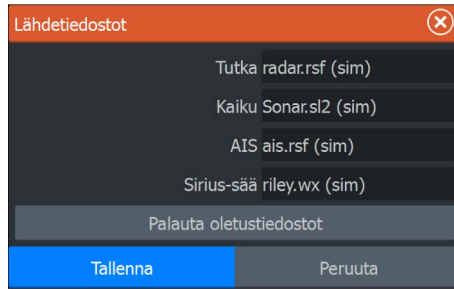 Lähdetiedostot
Tutka radar.rsf (sim)
Kaiku Sonar.sl2 (sim)
AIS ais.rsf (sim)
Sirius-sää riley.wx (sim)
Palauta oletustiedostot
Tallenna Peruuta